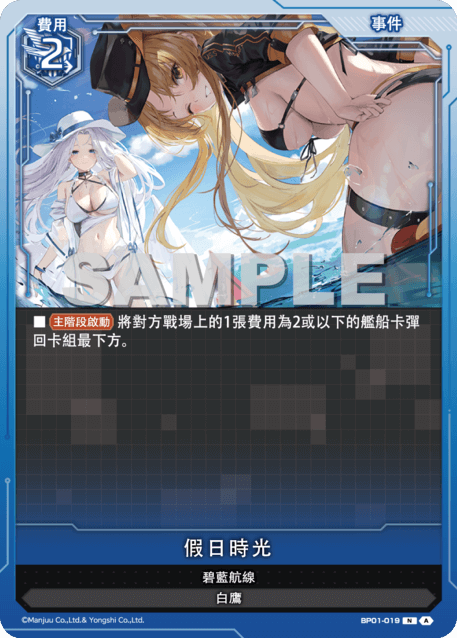 費用
2
事件
SAMPLE
■ 主階段啟動 將對方戰場上的1張費用為2或以下的艦船卡彈
回卡組最下方。
假日時光
碧藍航線
白鷹
©Manjuu Co.,Ltd.& Yongshi Co.,Ltd.
BP01-019 N A